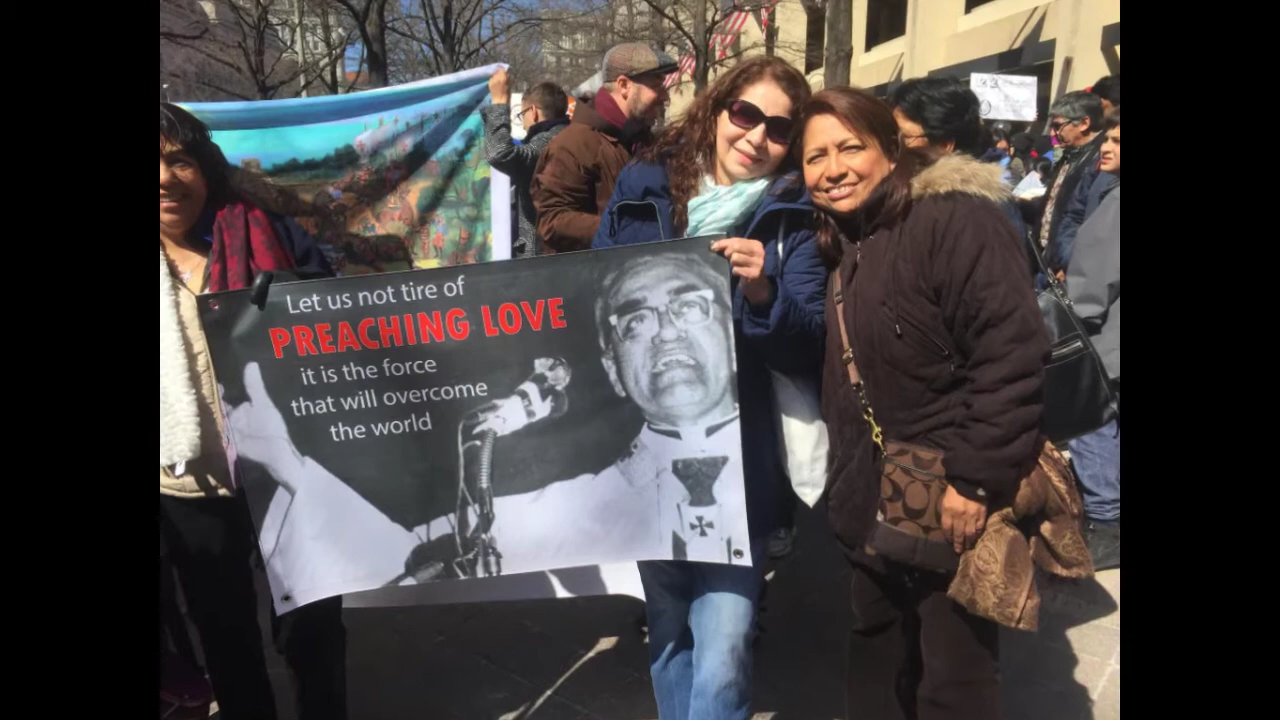 Let us not tire of
PREACHING LOVE
it is the force
that will overcome
the world